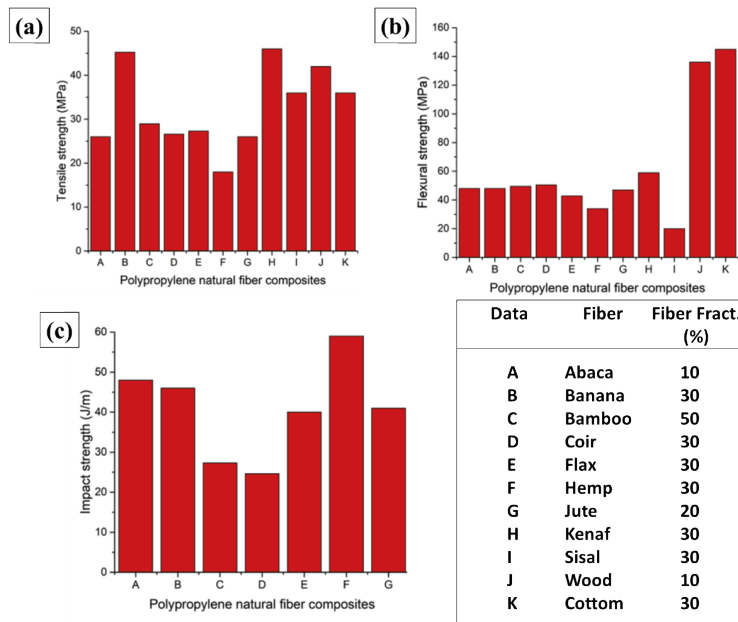 (a)
50
40
30
20
10
0
Tensile strength (MPa)
A B C D E F G H I J K
Polypropylene natural fiber composites
(b)
160
140
120
100
80
60
40
20
0
Flexural strength (MPa)
A B C D E F G H I J K
Polypropylene natural fiber composites
(c)
60
50
40
30
20
10
0
Impact strength (J/m)
A B C D E F G
Polypropylene natural fiber composites
Data Fiber Fiber Fract.
(%)
A Abaca 10
B Banana 30
C Bamboo 50
D Coir 30
E Flax 30
F Hemp 30
G Jute 20
H Kenaf 30
I Sisal 30
J Wood 10
K Cottom 30